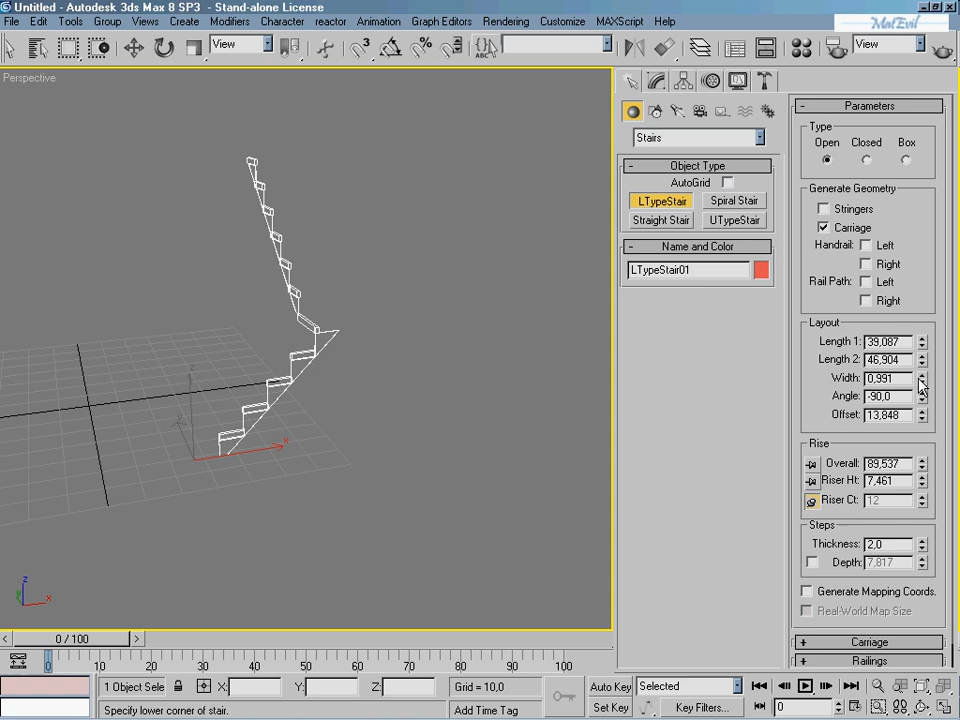 Untitled - Autodesk 3ds Max 8 SP3 - Stand-alone License
File Edit Tools Group Views Create Modifiers Character reactor Animation Graph Editors Rendering Customize MAXScript Help
MatEvil
View
3
%
ABC
View
Perspective
z
x
z
y
x
Stairs
- Object Type
AutoGrid
LTypeStair Spiral Stair
Straight Stair UTypeStair
- Name and Color
LTypeStair01
- Parameters
Type
Open Closed Box
Generate Geometry
Stringers
Carriage
Handrail: Left
Right
Rail Path: Left
Right
Layout
Length 1: 39,087
Length 2: 46,904
Width: 0,991
Angle: -90,0
Offset: 13,848
Rise
Overall: 89,537
Riser Ht: 7,461
Riser Ct: 12
Steps
Thickness: 2,0
Depth: 7,817
Generate Mapping Coords.
Real-World Map Size
+ Carriage
+ Railings
< 0 / 100 >
0 10 20 30 40 50 60 70 80 90 100
1 Object Sele X: Y: Z: Grid = 10,0 Auto Key Selected
Specify lower corner of stair. Add Time Tag Set Key Key Filters... 0